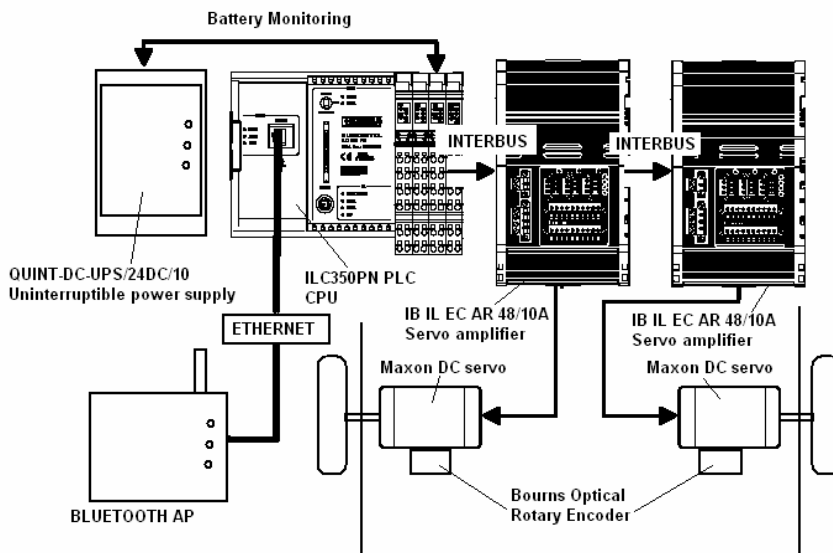 Battery Monitoring
INTERBUS
INTERBUS
QUINT-DC-UPS/24DC/10
Uninterruptible power supply
ILC350PN PLC
CPU
IB IL EC AR 48/10A
Servo amplifier
IB IL EC AR 48/10A
Servo amplifier
ETHERNET
Maxon DC servo
Maxon DC servo
Bourns Optical
Rotary Encoder
BLUETOOTH AP